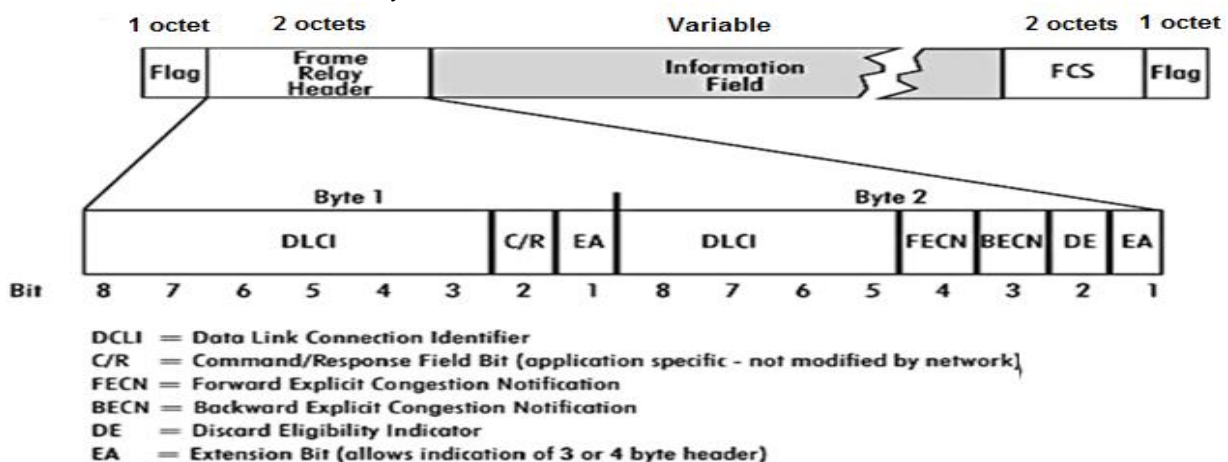 1 octet 2 octets Variable 2 octets 1 octet
Flag Frame Relay Header Information Field FCS Flag
Byte 1 Byte 2
DLCI C/R EA DLCI FECN BECN DE EA
Bit 8 7 6 5 4 3 2 1 8 7 6 5 4 3 2 1
DCLI = Data Link Connection Identifier
C/R = Command/Response Field Bit (application specific - not modified by network)
FECN = Forward Explicit Congestion Notification
BECN = Backward Explicit Congestion Notification
DE = Discard Eligibility Indicator
EA = Extension Bit (allows indication of 3 or 4 byte header)